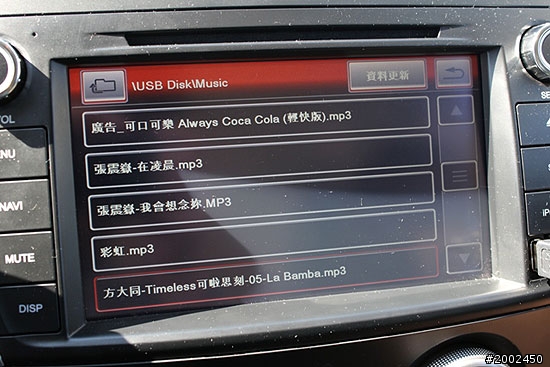 \USB Disk\Music
資料更新
廣告_可口可樂 Always Coca Cola (輕快版).mp3
張震嶽-在凌晨.mp3
張震嶽-我會想念妳.MP3
彩虹.mp3
方大同-Timeless可啦思刻-05-La Bamba.mp3
VOL
NAVI
MUTE
DISP
#2002450